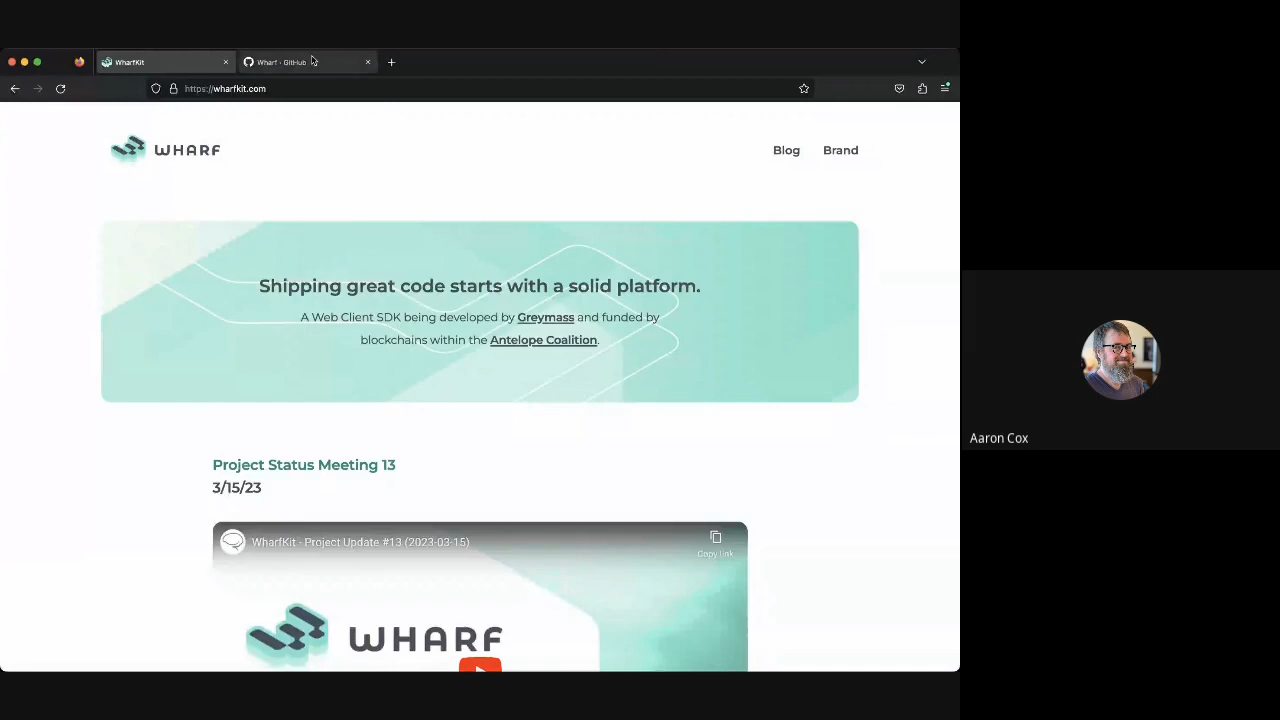 WharfKit
Wharf · GitHub
https://wharfkit.com
WHARF
Blog
Brand
Shipping great code starts with a solid platform.
A Web Client SDK being developed by Greymass and funded by
blockchains within the Antelope Coalition.
Project Status Meeting 13
3/15/23
WharfKit - Project Update #13 (2023-03-15)
Copy link
WHARF
Aaron Cox